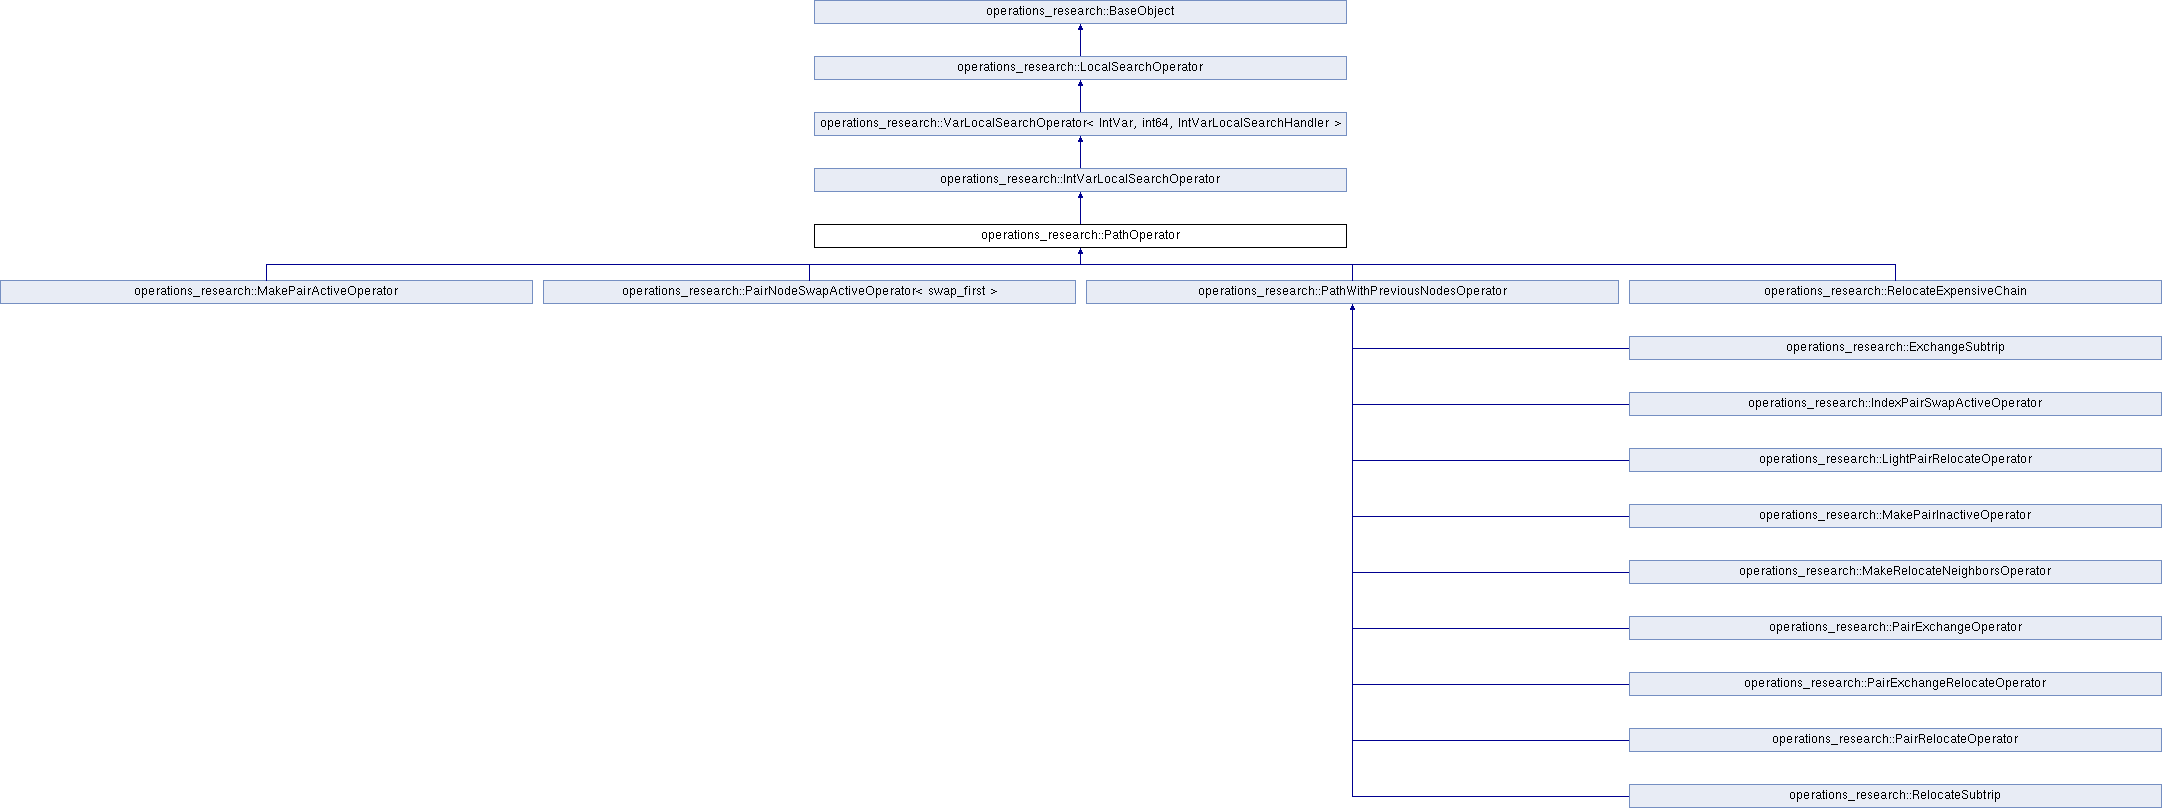 operations_research::BaseObject
operations_research::LocalSearchOperator
operations_research::VarLocalSearchOperator< IntVar, int64, IntVarLocalSearchHandler >
operations_research::IntVarLocalSearchOperator
operations_research::PathOperator
operations_research::MakePairActiveOperator
operations_research::PairNodeSwapActiveOperator< swap_first >
operations_research::PathWithPreviousNodesOperator
operations_research::RelocateExpensiveChain
operations_research::ExchangeSubtrip
operations_research::IndexPairSwapActiveOperator
operations_research::LightPairRelocateOperator
operations_research::MakePairInactiveOperator
operations_research::MakeRelocateNeighborsOperator
operations_research::PairExchangeOperator
operations_research::PairExchangeRelocateOperator
operations_research::PairRelocateOperator
operations_research::RelocateSubtrip